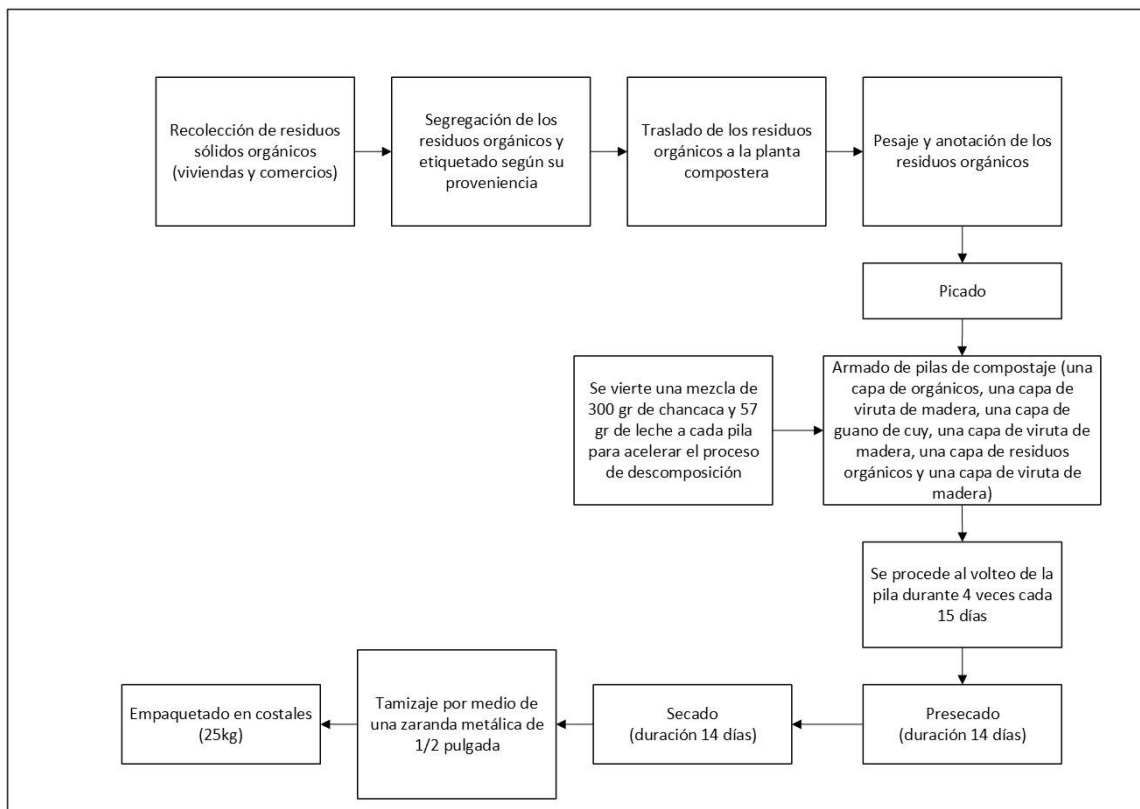 Recolección de residuos
sólidos orgánicos
(viviendas y comercios)
Segregación de los
residuos orgánicos y
etiquetado según su
proveniencia
Traslado de los residuos
orgánicos a la planta
compostera
Pesaje y anotación de los
residuos orgánicos
Picado
Se vierte una mezcla de
300 gr de chancaca y 57
gr de leche a cada pila
para acelerar el proceso
de descomposición
Armado de pilas de compostaje (una
capa de orgánicos, una capa de
viruta de madera, una capa de
guano de cuy, una capa de viruta de
madera, una capa de residuos
orgánicos y una capa de viruta de
madera)
Se procede al volteo de la
pila durante 4 veces cada
15 días
Presecado
(duración 14 días)
Secado
(duración 14 días)
Tamizaje por medio de
una zaranda metálica de
1/2 pulgada
Empaquetado en costales
(25kg)